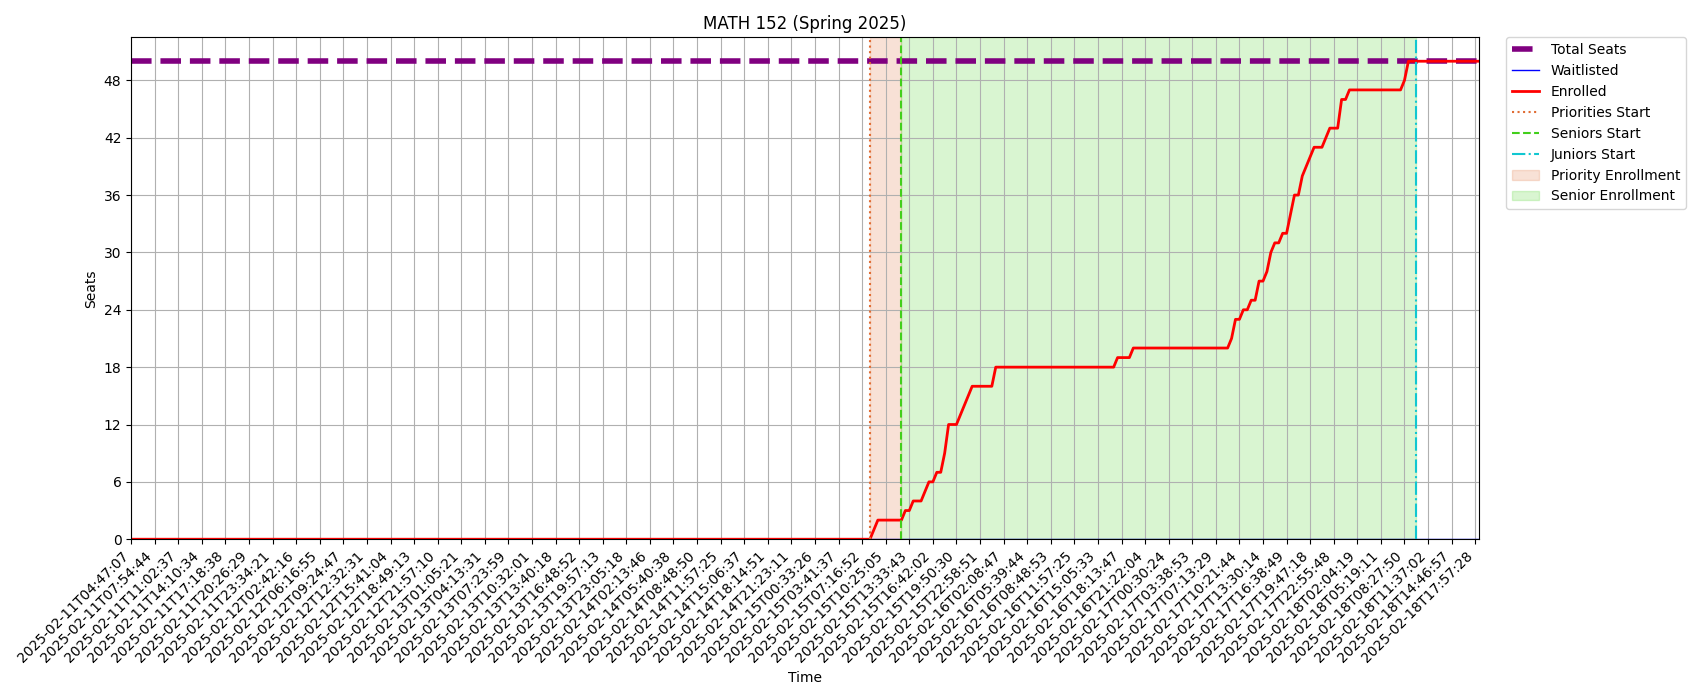 MATH 152 (Spring 2025)
Total Seats
Waitlisted
Enrolled
Priorities Start
Seniors Start
Juniors Start
Priority Enrollment
Senior Enrollment
Seats
48
42
36
30
24
18
12
6
0
2025-02-11T04:47:07
2025-02-11T07:54:44
2025-02-11T11:02:37
2025-02-11T14:10:34
2025-02-11T17:18:38
2025-02-11T20:26:29
2025-02-11T23:34:21
2025-02-12T02:42:16
2025-02-12T06:16:55
2025-02-12T09:24:47
2025-02-12T12:32:31
2025-02-12T15:41:04
2025-02-12T18:49:13
2025-02-12T21:57:10
2025-02-13T01:05:21
2025-02-13T04:13:31
2025-02-13T07:23:59
2025-02-13T10:32:01
2025-02-13T13:40:18
2025-02-13T16:48:52
2025-02-13T19:57:13
2025-02-13T23:05:18
2025-02-14T02:13:46
2025-02-14T05:40:38
2025-02-14T08:48:50
2025-02-14T11:57:25
2025-02-14T15:06:37
2025-02-14T18:14:51
2025-02-14T21:23:11
2025-02-15T00:33:26
2025-02-15T03:41:37
2025-02-15T07:16:52
2025-02-15T10:25:05
2025-02-15T13:33:43
2025-02-15T16:42:02
2025-02-15T19:50:30
2025-02-15T22:58:51
2025-02-16T02:08:47
2025-02-16T05:39:44
2025-02-16T08:48:53
2025-02-16T11:57:25
2025-02-16T15:05:33
2025-02-16T18:13:47
2025-02-16T21:22:04
2025-02-17T00:30:24
2025-02-17T03:38:53
2025-02-17T07:13:29
2025-02-17T10:21:44
2025-02-17T13:30:14
2025-02-17T16:38:49
2025-02-17T19:47:18
2025-02-17T22:55:48
2025-02-18T02:04:19
2025-02-18T05:19:11
2025-02-18T08:27:50
2025-02-18T11:37:02
2025-02-18T14:46:57
2025-02-18T17:57:28
Time